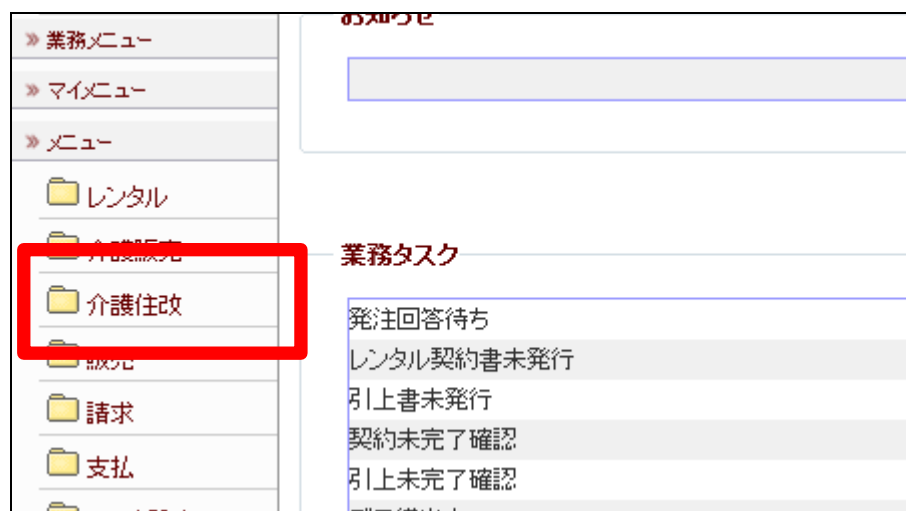 業務メニュー
マイメニュー
メニュー
レンタル
介護販売
介護住改
販売
請求
支払
お知らせ
業務タスク
発注回答待ち
レンタル契約書未発行
引上書未発行
契約未完了確認
引上未完了確認